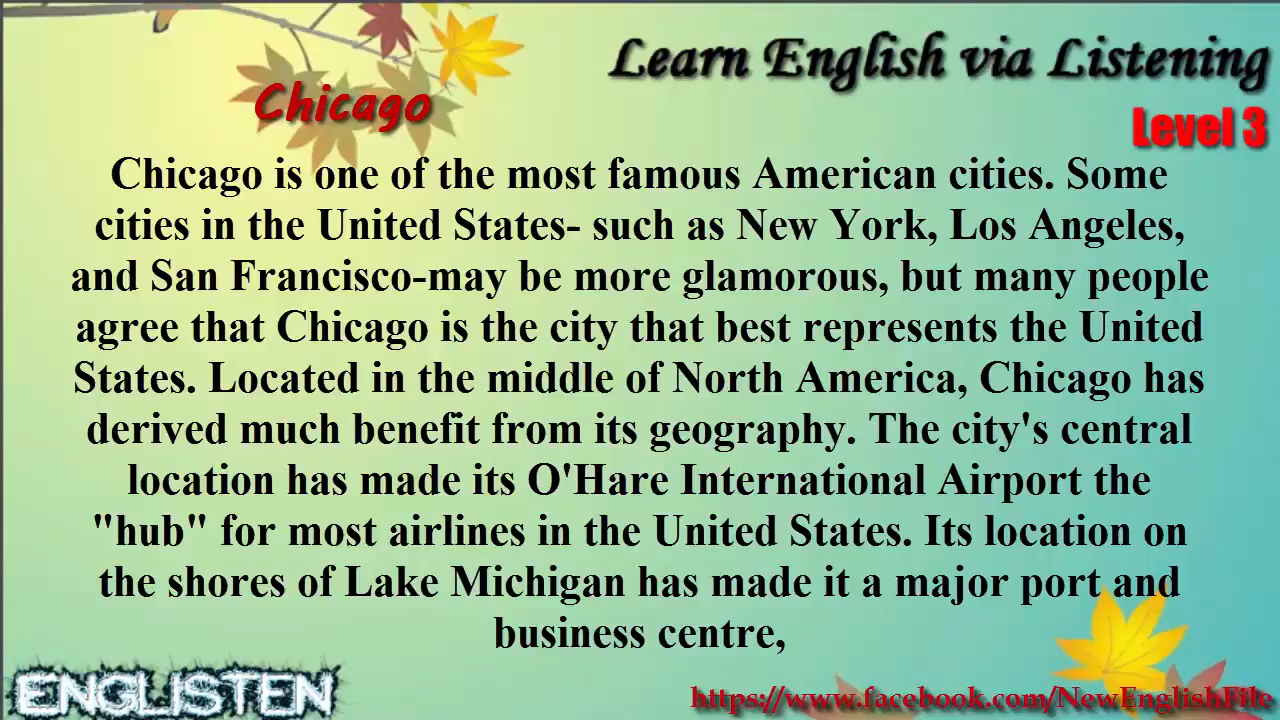 Learn English via Listening
Chicago
Level 3
Chicago is one of the most famous American cities. Some
cities in the United States- such as New York, Los Angeles,
and San Francisco-may be more glamorous, but many people
agree that Chicago is the city that best represents the United
States. Located in the middle of North America, Chicago has
derived much benefit from its geography. The city's central
location has made its O'Hare International Airport the
"hub" for most airlines in the United States. Its location on
the shores of Lake Michigan has made it a major port and
business centre,
ENGLISTEN
https://www.facebook.com/NewEnglishFile